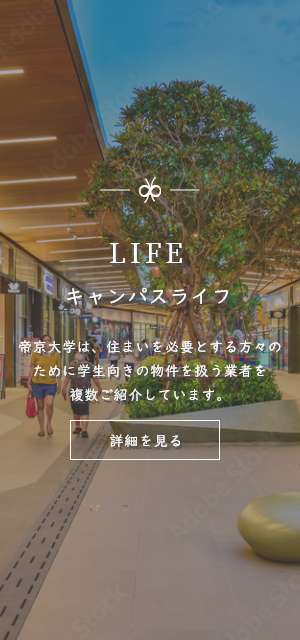 LIFE
キャンパスライフ
帝京大学は、住まいを必要とする方々の
ために学生向きの物件を扱う業者を
複数ご紹介しています。
詳細を見る